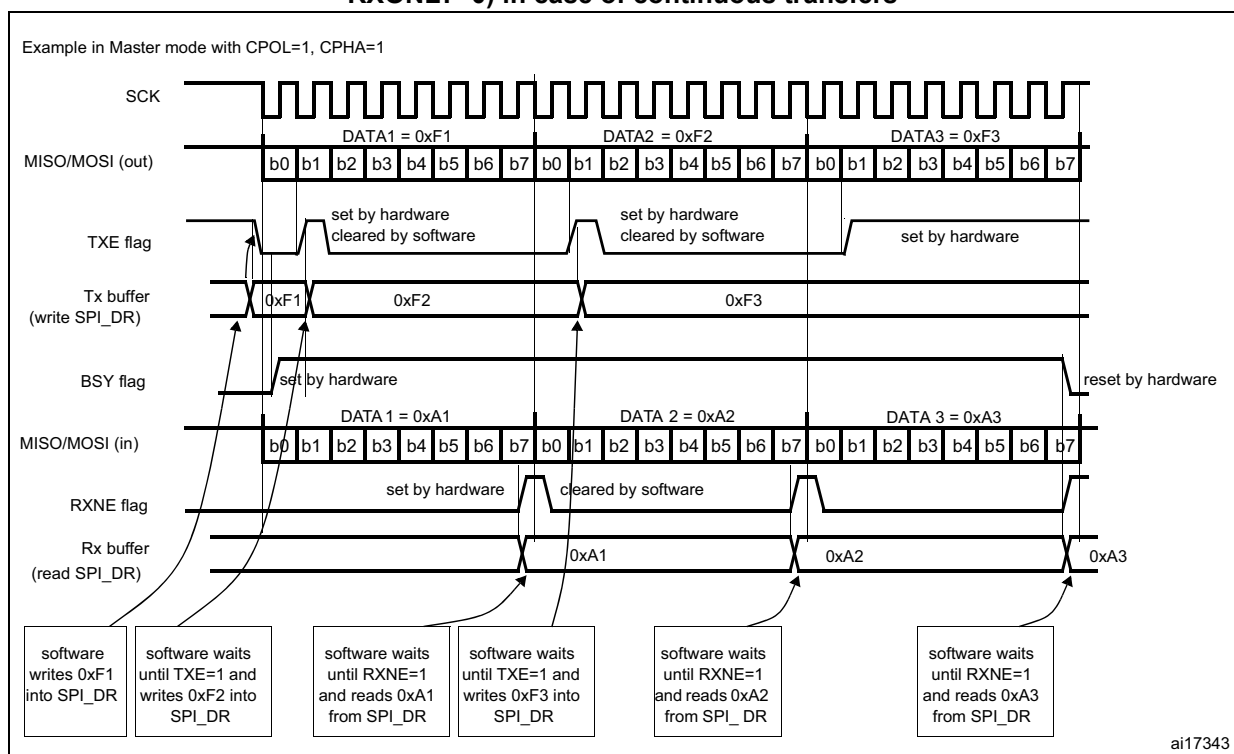 RXONLY=0) in case of continuous transfers
Example in Master mode with CPOL=1, CPHA=1
SCK
DATA1 = 0xF1 DATA2 = 0xF2 DATA3 = 0xF3
MISO/MOSI (out) b0 b1 b2 b3 b4 b5 b6 b7 b0 b1 b2 b3 b4 b5 b6 b7 b0 b1 b2 b3 b4 b5 b6 b7
set by hardware set by hardware
cleared by software cleared by software set by hardware
TXE flag
Tx buffer 0xF1 0xF2 0xF3
(write SPI_DR)
BSY flag set by hardware reset by hardware
DATA 1 = 0xA1 DATA 2 = 0xA2 DATA 3 = 0xA3
MISO/MOSI (in) b0 b1 b2 b3 b4 b5 b6 b7 b0 b1 b2 b3 b4 b5 b6 b7 b0 b1 b2 b3 b4 b5 b6 b7
set by hardware cleared by software
RXNE flag
Rx buffer 0xA1 0xA2 0xA3
(read SPI_DR)
software
writes 0xF1
into SPI_DR
software waits
until TXE=1 and
writes 0xF2 into
SPI_DR
software waits
until RXNE=1
and reads 0xA1
from SPI_DR
software waits
until TXE=1 and
writes 0xF3 into
SPI_DR
software waits
until RXNE=1
and reads 0xA2
from SPI_ DR
software waits
until RXNE=1
and reads 0xA3
from SPI_DR
ai17343